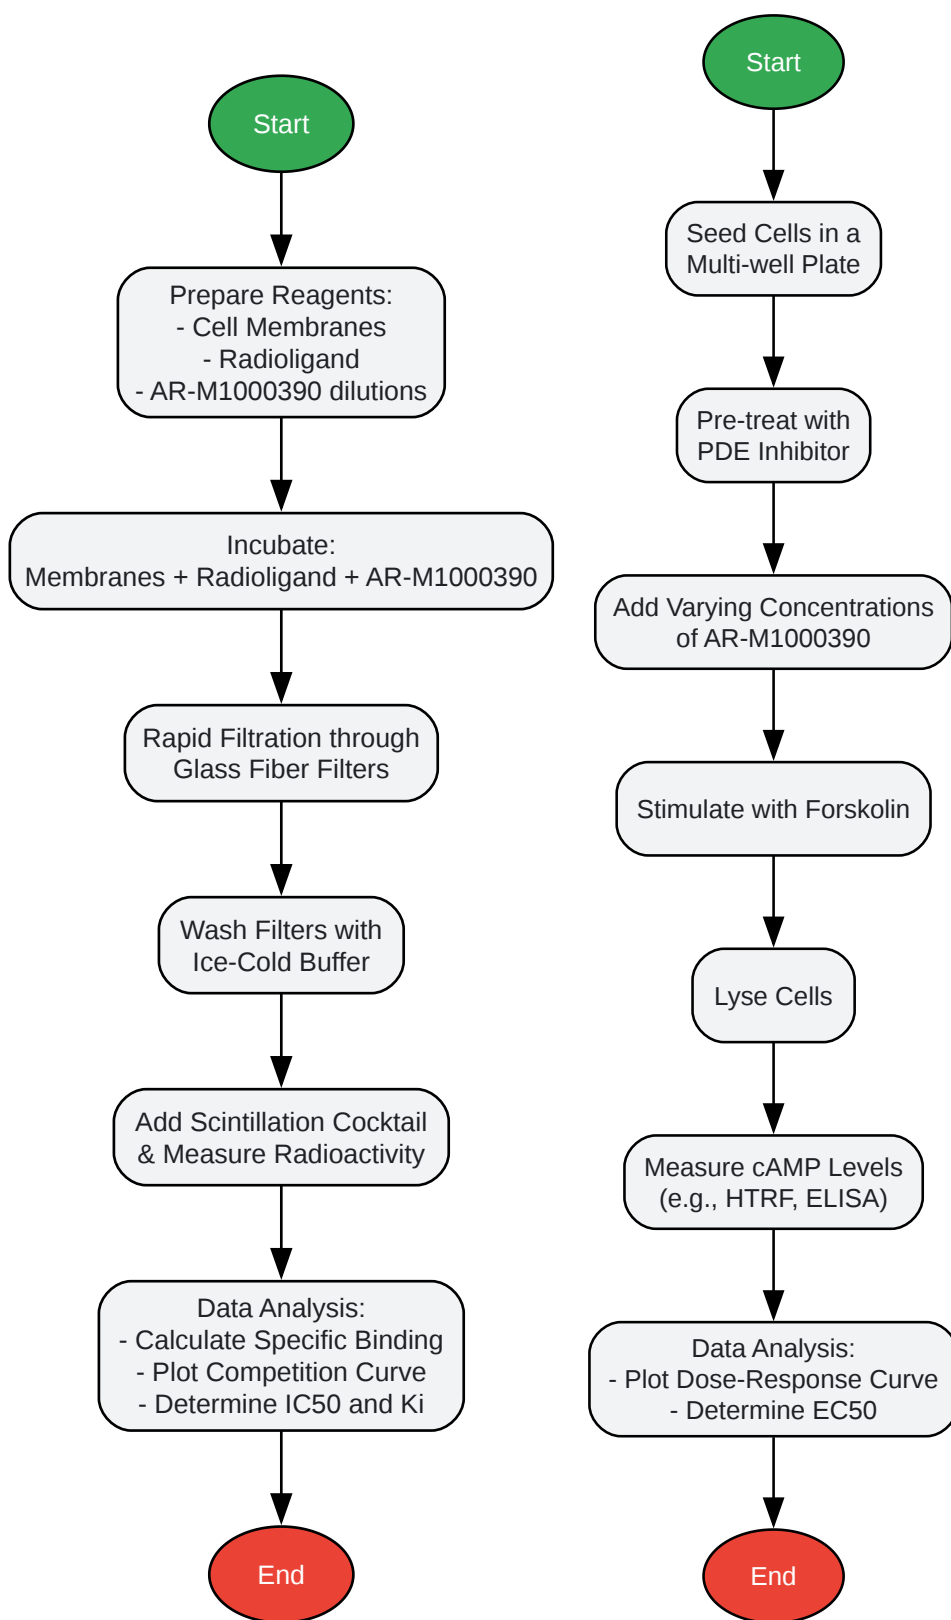 Start
Prepare Reagents:
- Cell Membranes
- Radioligand
- AR-M1000390 dilutions
Incubate:
Membranes + Radioligand + AR-M1000390
Rapid Filtration through
Glass Fiber Filters
Wash Filters with
Ice-Cold Buffer
Add Scintillation Cocktail
& Measure Radioactivity
Data Analysis:
- Calculate Specific Binding
- Plot Competition Curve
- Determine IC50 and Ki
End
Start
Seed Cells in a
Multi-well Plate
Pre-treat with
PDE Inhibitor
Add Varying Concentrations
of AR-M1000390
Stimulate with Forskolin
Lyse Cells
Measure cAMP Levels
(e.g., HTRF, ELISA)
Data Analysis:
- Plot Dose-Response Curve
- Determine EC50
End